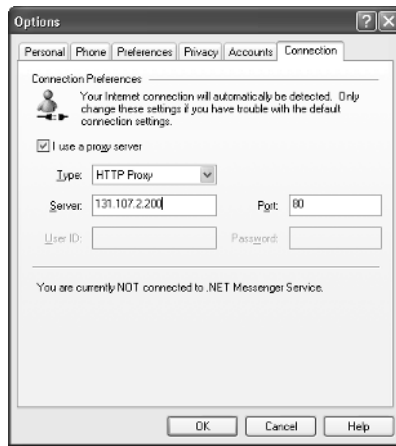 Options
Personal Phone Preferences Privacy Accounts Connection
Connection Preferences
Your Internet connection will automatically be detected. Only
change these settings if you have trouble with the default
connection settings.
I use a proxy server
Type: HTTP Proxy
Server: 131.107.2.200 Port: 80
User ID: Password:
You are currently NOT connected to .NET Messenger Service.
OK Cancel Help